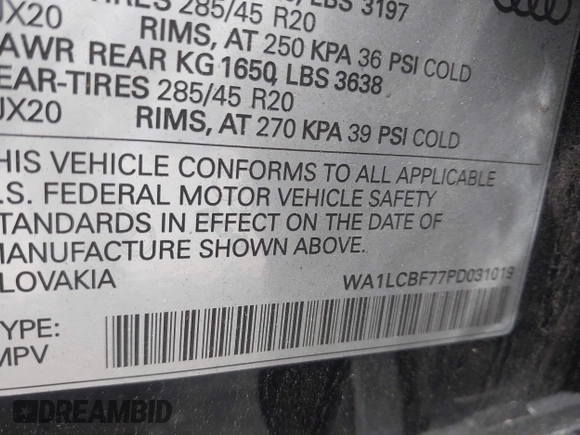 LBS 3197
285/45 R20
JX20 RIMS, AT 250 KPA 36 PSI COLD
AWR REAR KG 1650, LBS 3638
EAR-TIRES 285/45 R20
JX20 RIMS, AT 270 KPA 39 PSI COLD
HIS VEHICLE CONFORMS TO ALL APPLICABLE
.S. FEDERAL MOTOR VEHICLE SAFETY
TANDARDS IN EFFECT ON THE DATE OF
MANUFACTURE SHOWN ABOVE.
LOVAKIA WA1LCBF77PD031019
TYPE:
MPV
DREAMBID